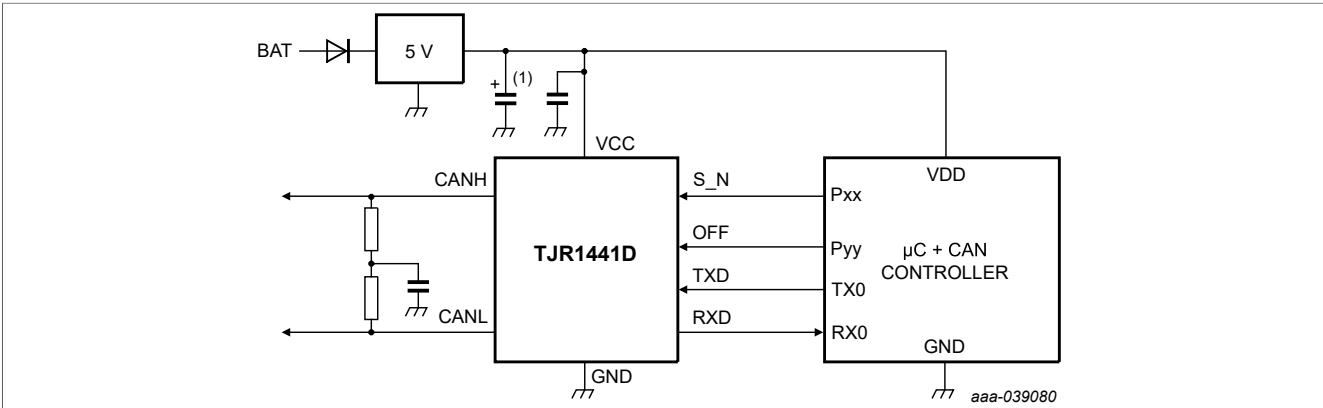 BAT
5 V
+
(1)
VCC
CANH
CANL
TJR1441D
GND
S_N
OFF
TXD
RXD
VDD
Pxx
Pyy
TX0
RX0
µC + CAN
CONTROLLER
GND
aaa-039080